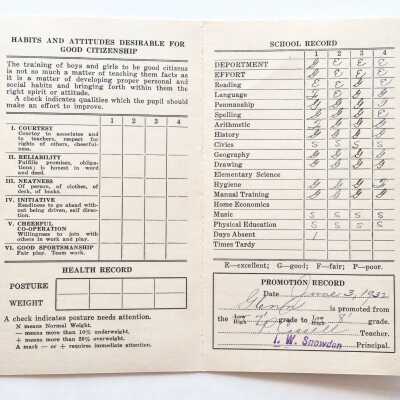 HABITS AND ATTITUDES DESIRABLE FOR
GOOD CITIZENSHIP
The training of boys and girls to be good citizens
is not so much a matter of teaching them facts as
it is a matter of developing proper personal and
social habits and bringing forth within them the
right spirit or attitude.
A check indicates qualities which the pupil should
make an effort to improve.
1 2 3 4
I. COURTESY
Courtesy to associates and
to teachers, respect for
rights of others, cheerful-
ness.
II. RELIABILITY
Fulfills promises, obliga-
tions; is honest in word
and deed.
III. NEATNESS
Of person, of clothes, of
desk, of books.
IV. INITIATIVE
Readiness to go ahead with-
out being driven, self direc-
tion.
V. CHEERFUL
CO-OPERATION
Willingness to join with
others in work and play.
VI. GOOD SPORTSMANSHIP
Fair play. Team work.
HEALTH RECORD
POSTURE
WEIGHT
A check indicates posture needs attention.
N means Normal Weight.
— means more than 10% underweight.
+ means more than 20% overweight.
A mark — or + requires immediate attention.
SCHOOL RECORD
1 2 3 4
DEPARTMENT G E E E
EFFORT
Reading
Language
Penmanship
Spelling
Arithmetic
History
Civics S S S S
Geography
Drawing
Elementary Science
Hygiene
Manual Training
Home Economics
Music S S S S
Physical Education S S S S
Days Absent 1
Times Tardy
E—excellent; G—good; F—fair; P—poor.
PROMOTION RECORD
Date June 3, 1932
is promoted from
the Low High 7 grade to Low High 8 grade.
Teacher.
I. W. Snowden Principal.